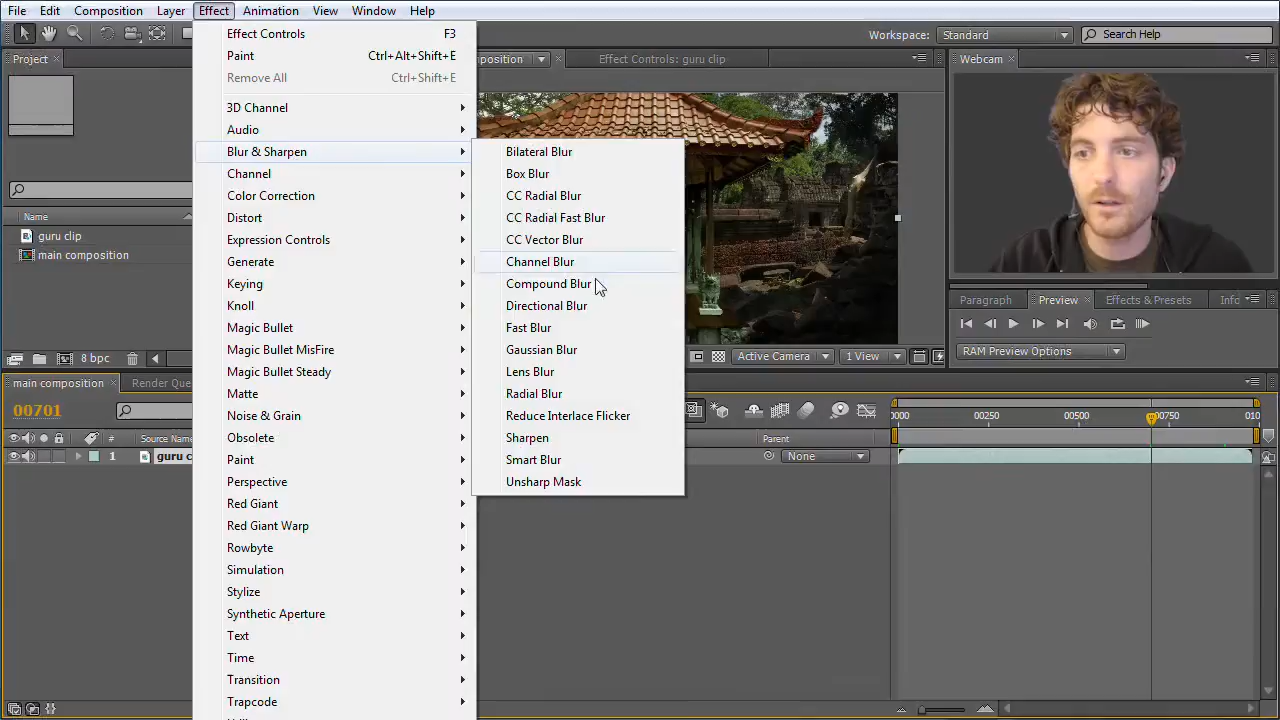 File Edit Composition Layer Effect Animation View Window Help
Workspace: Standard Search Help
Project
Effect Controls F3
Paint Ctrl+Alt+Shift+E
Remove All Ctrl+Shift+E
3D Channel
Audio
Blur & Sharpen
Channel
Color Correction
Distort
Expression Controls
Generate
Keying
Knoll
Magic Bullet
Magic Bullet MisFire
Magic Bullet Steady
Matte
Noise & Grain
Obsolete
Paint
Perspective
Red Giant
Red Giant Warp
Rowbyte
Simulation
Stylize
Synthetic Aperture
Text
Time
Transition
Trapcode
Bilateral Blur
Box Blur
CC Radial Blur
CC Radial Fast Blur
CC Vector Blur
Channel Blur
Compound Blur
Directional Blur
Fast Blur
Gaussian Blur
Lens Blur
Radial Blur
Reduce Interlace Flicker
Sharpen
Smart Blur
Unsharp Mask
position Effect Controls: guru clip
Webcam
Name
guru clip
main composition
8 bpc
Active Camera 1 View
Paragraph Preview Effects & Presets Info
RAM Preview Options
main composition Render Que
00701
0000 00250 00500 00750 010
# Source Name Parent
1 guru c None